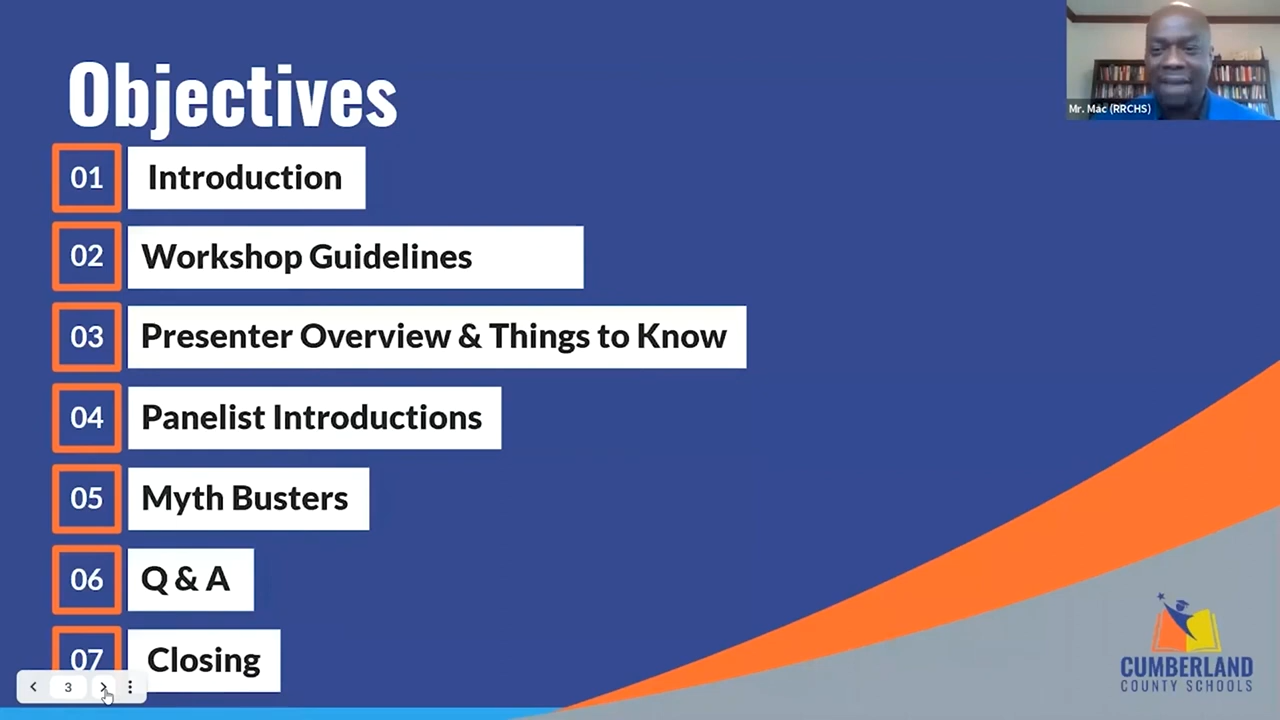 Objectives
Mr. Mac (RRCHS)
01 Introduction
02 Workshop Guidelines
03 Presenter Overview & Things to Know
04 Panelist Introductions
05 Myth Busters
06 Q & A
07 Closing
3
CUMBERLAND
COUNTY SCHOOLS